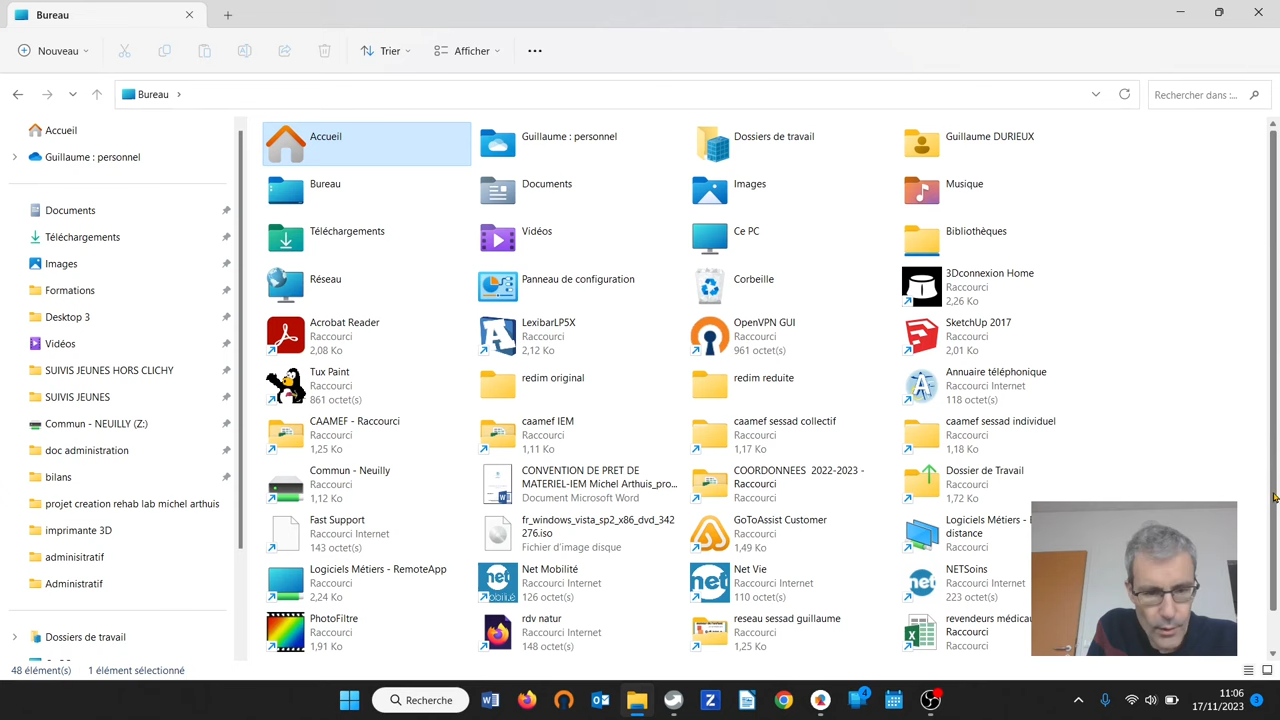 Bureau
Nouveau
Trier
Afficher
Bureau
Rechercher dans :...
Accueil
Guillaume : personnel
Documents
Téléchargements
Images
Formations
Desktop 3
Vidéos
SUIVIS JEUNES HORS CLICHY
SUIVIS JEUNES
Commun - NEUILLY (Z:)
doc administration
bilans
projet creation rehab lab michel arthuis
imprimante 3D
adminisitratif
Administratif
Dossiers de travail
Accueil
Guillaume : personnel
Dossiers de travail
Guillaume DURIEUX
Bureau
Documents
Images
Musique
Téléchargements
Vidéos
Ce PC
Bibliothèques
Réseau
Panneau de configuration
Corbeille
3Dconnexion Home
Raccourci
2,26 Ko
Acrobat Reader
Raccourci
2,08 Ko
LexibarLP5X
Raccourci
2,12 Ko
OpenVPN GUI
Raccourci
961 octet(s)
SketchUp 2017
Raccourci
2,01 Ko
Tux Paint
Raccourci
861 octet(s)
redim original
redim reduite
Annuaire téléphonique
Raccourci Internet
118 octet(s)
CAAMEF - Raccourci
Raccourci
1,25 Ko
caamef IEM
Raccourci
1,11 Ko
caamef sessad collectif
Raccourci
1,17 Ko
caamef sessad individuel
Raccourci
1,18 Ko
Commun - Neuilly
Raccourci
1,12 Ko
CONVENTION DE PRET DE
MATERIEL-IEM Michel Arthuis_pro...
Document Microsoft Word
COORDONNEES 2022-2023 -
Raccourci
Raccourci
Dossier de Travail
Raccourci
1,72 Ko
Fast Support
Raccourci Internet
143 octet(s)
fr_windows_vista_sp2_x86_dvd_342
276.iso
Fichier d'image disque
GoToAssist Customer
Raccourci
1,49 Ko
Logiciels Métiers -
distance
Raccourci
Logiciels Métiers - RemoteApp
Raccourci
2,24 Ko
Net Mobilité
Raccourci Internet
126 octet(s)
Net Vie
Raccourci Internet
110 octet(s)
NETSoins
Raccourci Internet
223 octet(s)
PhotoFiltre
Raccourci
1,91 Ko
rdv natur
Raccourci Internet
148 octet(s)
reseau sessad guillaume
Raccourci
1,25 Ko
revendeurs
Raccourci
1,63 Ko
48 élément(s) 1 élément sélectionné
Recherche
4
11:06
17/11/2023
3